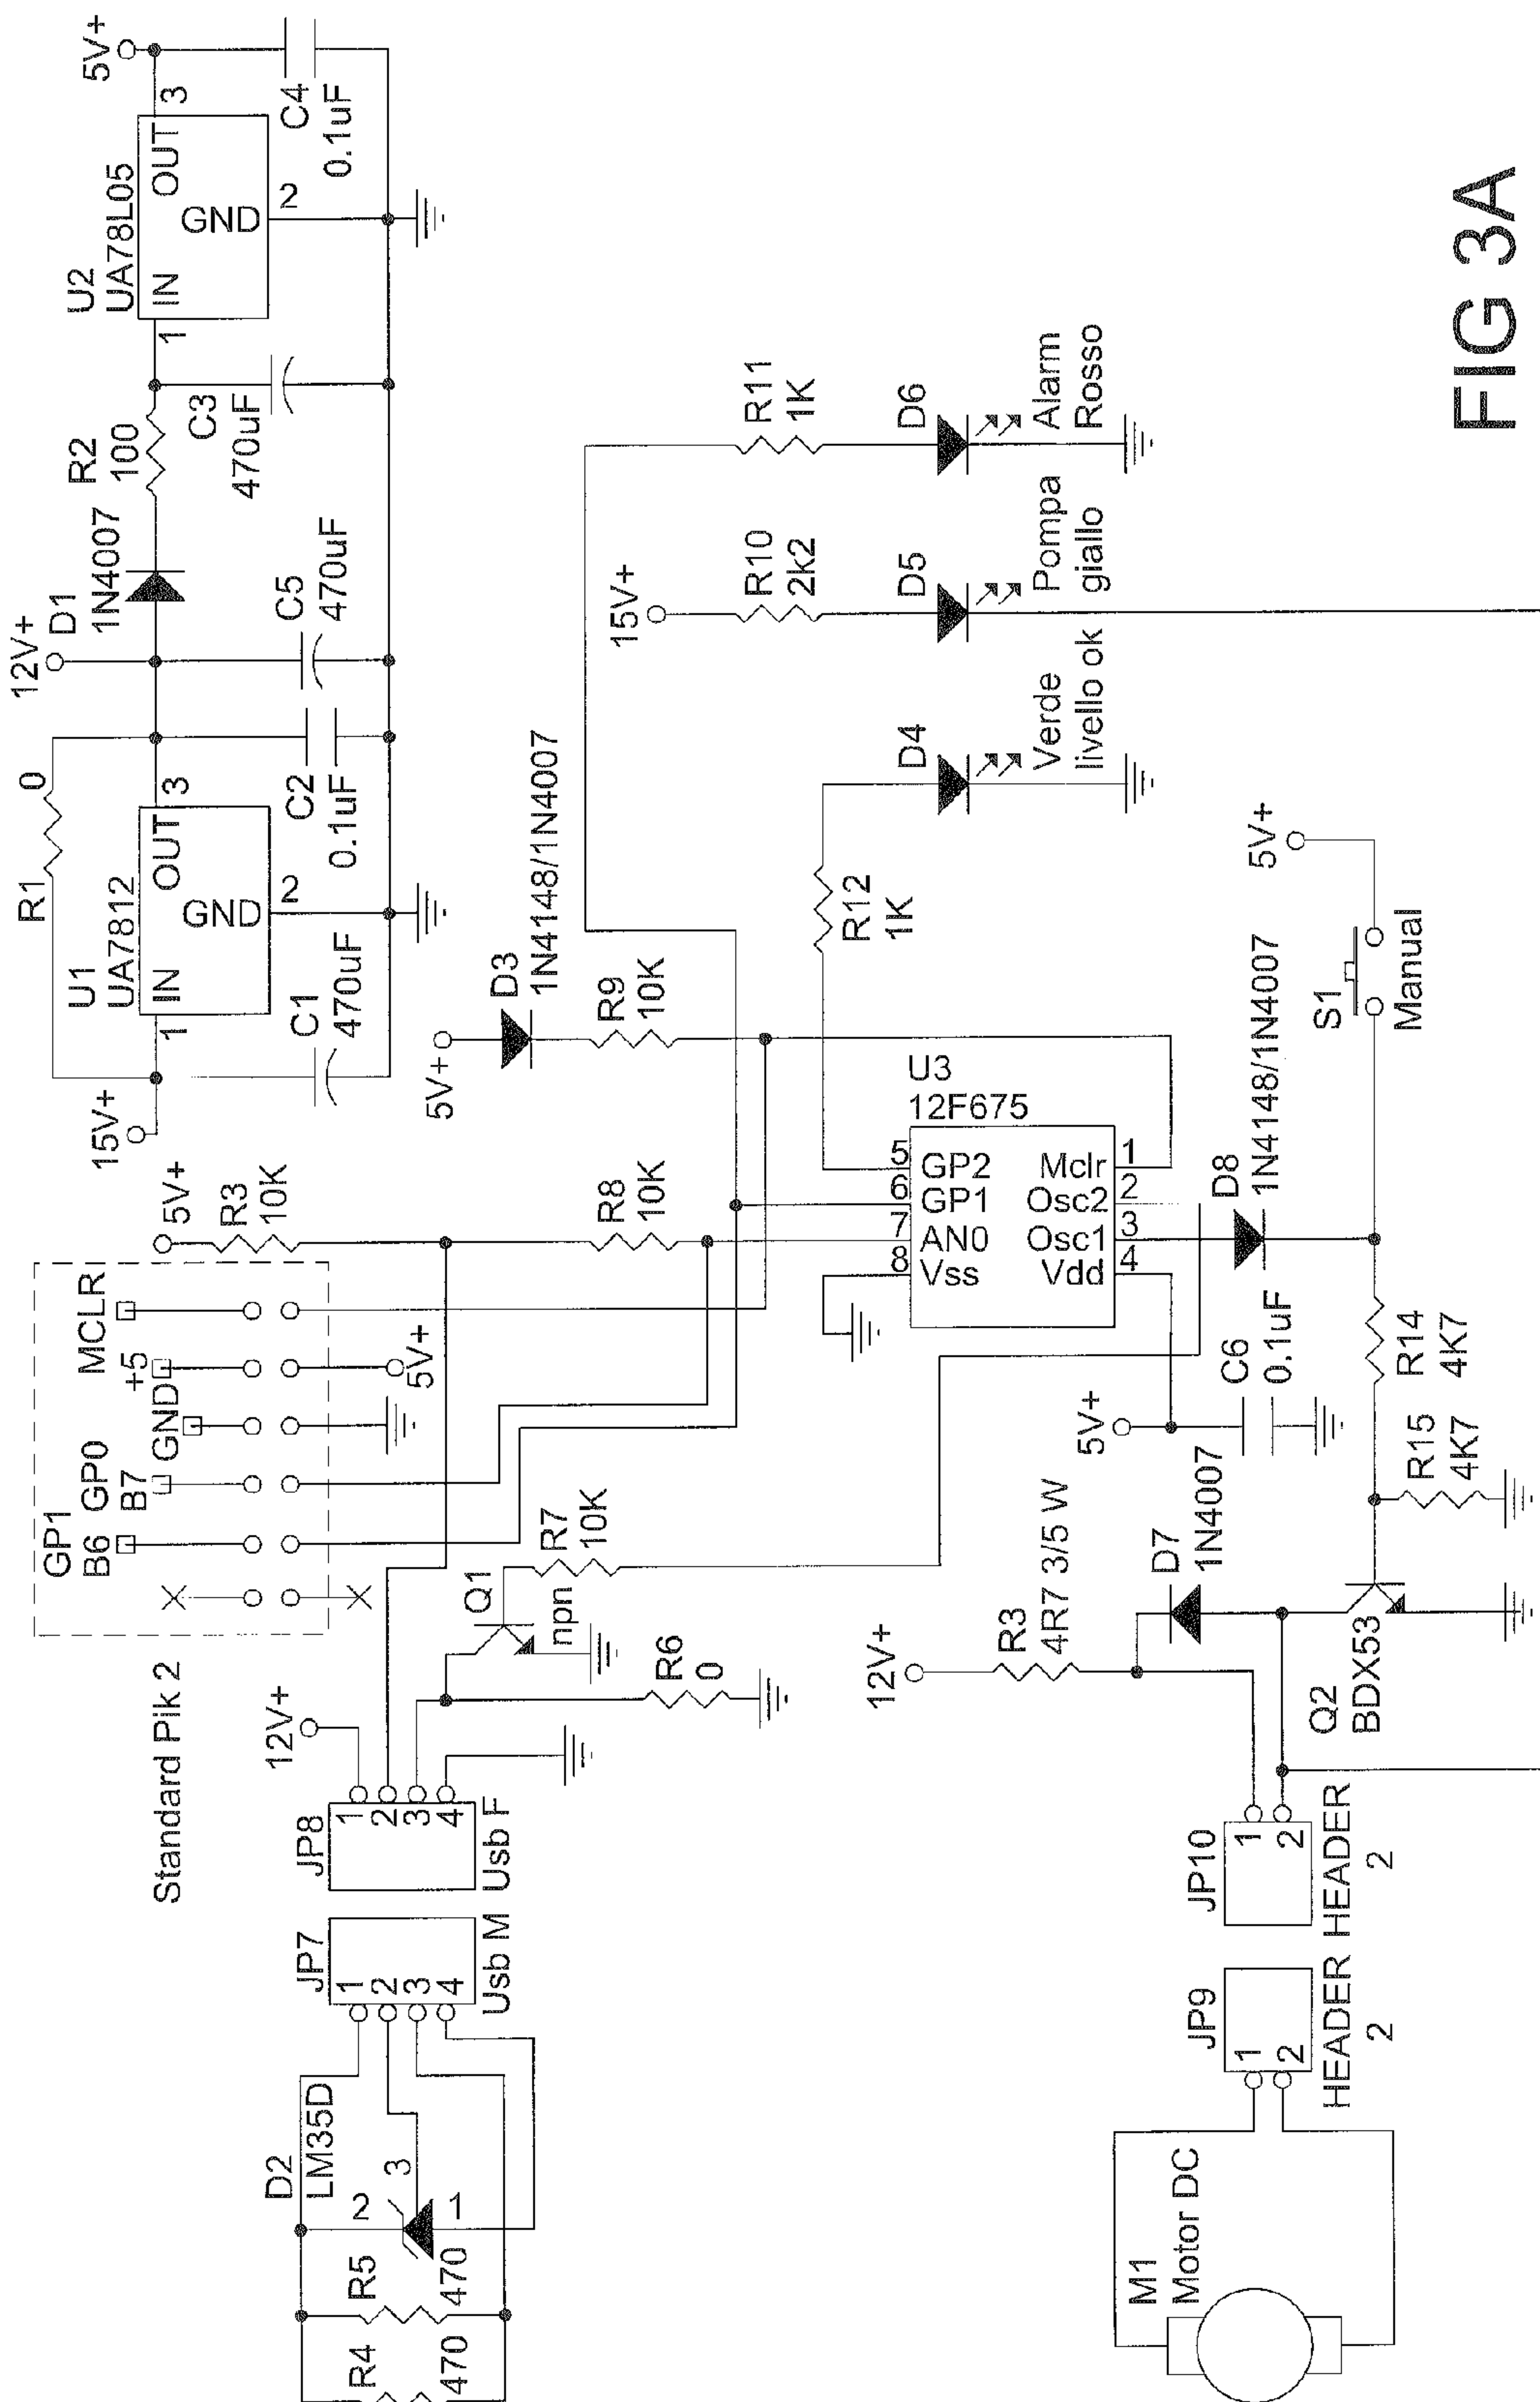 15V+
U1
UA7812
1
IN
OUT
3
GND
2
R1
0
C1
470uF
C2
0.1uF
12V+
C5
470uF
D1
1N4007
R2
100
C3
470uF
U2
UA78L05
1
IN
OUT
3
GND
2
5V+
C4
0.1uF
Standard Pik 2
GP1
B6
GP0
B7
GND
+5
MCLR
5V+
5V+
R3
10K
R8
10K
5V+
D3
1N4148/1N4007
R9
10K
15V+
R10
2k2
R11
1K
D4
Verde
livello ok
D5
Pompa
giallo
D6
Alarm
Rosso
R12
1K
U3
12F675
5
GP2
6
GP1
7
AN0
8
Vss
Mclr
1
Osc2
2
Osc1
3
Vdd
4
D2
LM35D
2
3
1
R5
470
R4
470
JP7
1
2
3
4
Usb M
JP8
1
2
3
4
Usb F
12V+
Q1
npn
R7
10K
R6
0
12V+
R3
4R7 3/5 W
D7
1N4007
5V+
C6
0.1uF
D8
1N4148/1N4007
S1
Manual
5V+
R14
4K7
R15
4K7
Q2
BDX53
M1
Motor DC
JP9
1
2
HEADER
2
JP10
1
2
HEADER
2
FIG 3A